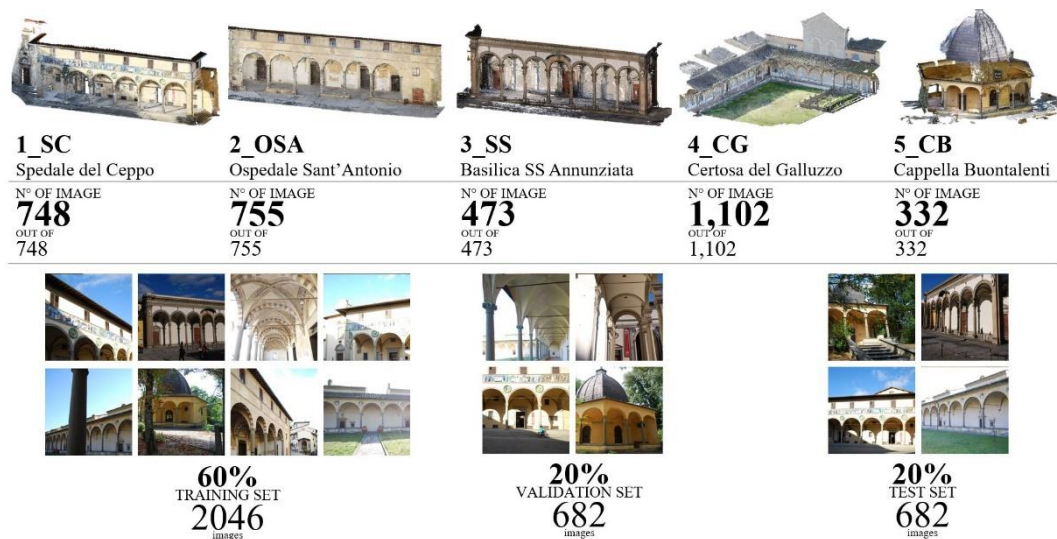 1_SC 2_OSA 3_SS 4_CG 5_CB
Spedale del Ceppo Ospedale Sant'Antonio Basilica SS Annunziata Certosa del Galluzzo Cappella Buontalenti
N° OF IMAGE N° OF IMAGE N° OF IMAGE N° OF IMAGE N° OF IMAGE
748 755 473 1,102 332
OUT OF OUT OF OUT OF OUT OF OUT OF
748 755 473 1,102 332
60% 20% 20%
TRAINING SET VALIDATION SET TEST SET
2046 682 682
images images images